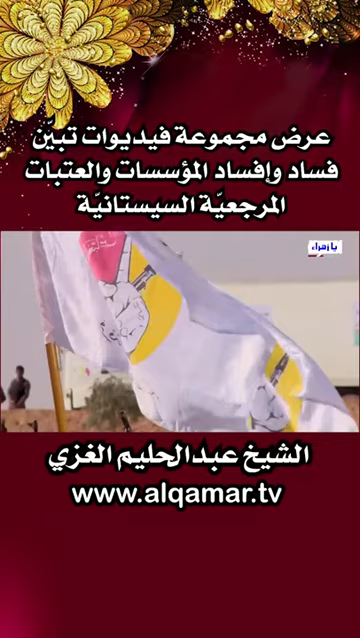 عرض مجموعة فيديوات تبيّن
فساد وإفساد المؤسسات والعتبات
المرجعيّة السيستانيّة
يا زهراء
الشيخ عبدالحليم الغزي
www.alqamar.tv